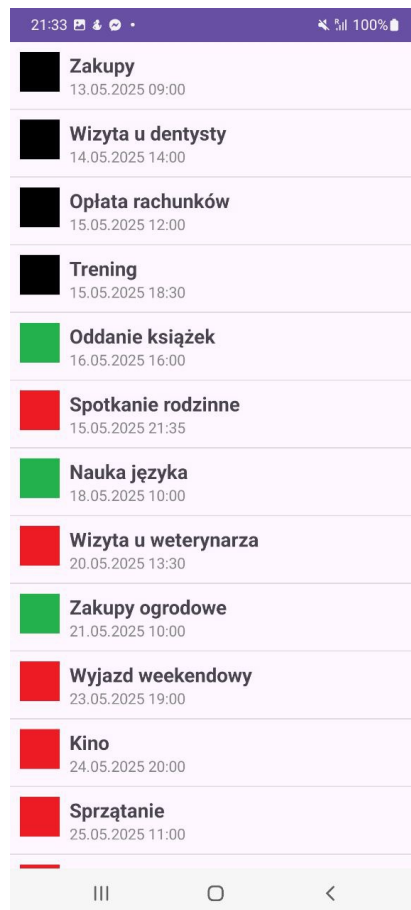 21:33 100%
Zakupy
13.05.2025 09:00
Wizyta u dentysty
14.05.2025 14:00
Opłata rachunków
15.05.2025 12:00
Trening
15.05.2025 18:30
Oddanie książek
16.05.2025 16:00
Spotkanie rodzinne
15.05.2025 21:35
Nauka języka
18.05.2025 10:00
Wizyta u weterynarza
20.05.2025 13:30
Zakupy ogrodowe
21.05.2025 10:00
Wyjazd weekendowy
23.05.2025 19:00
Kino
24.05.2025 20:00
Sprzątanie
25.05.2025 11:00